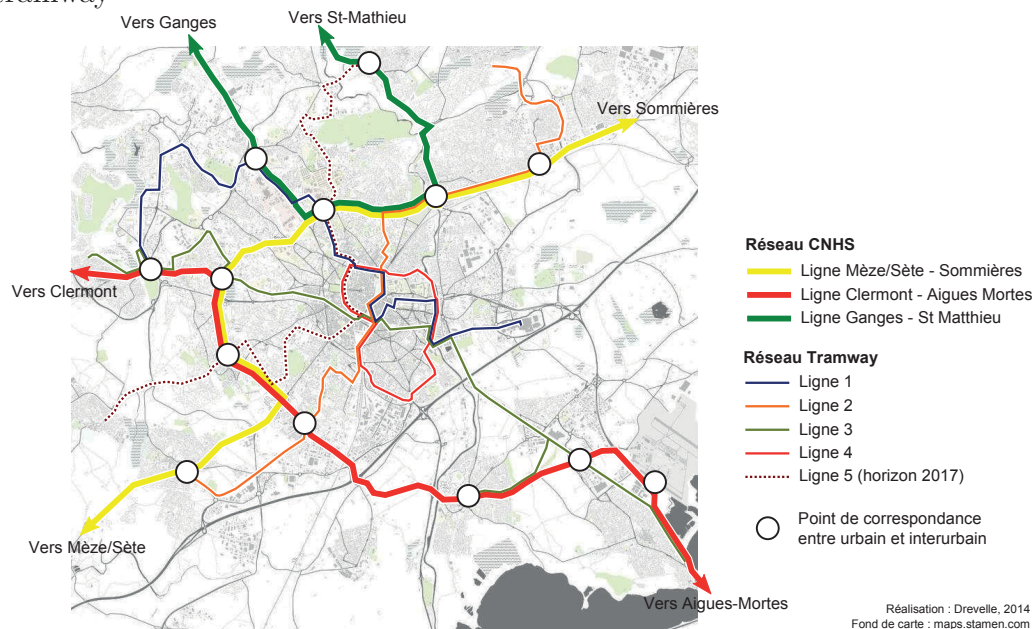 tramway
Vers Ganges
Vers St-Mathieu
Vers Sommières
Vers Clermont
Vers Mèze/Sète
Vers Aigues-Mortes
Réseau CNHS
Ligne Mèze/Sète - Sommières
Ligne Clermont - Aigues Mortes
Ligne Ganges - St Matthieu
Réseau Tramway
Ligne 1
Ligne 2
Ligne 3
Ligne 4
Ligne 5 (horizon 2017)
Point de correspondance
entre urbain et interurbain
Réalisation : Drevelle, 2014
Fond de carte : maps.stamen.com